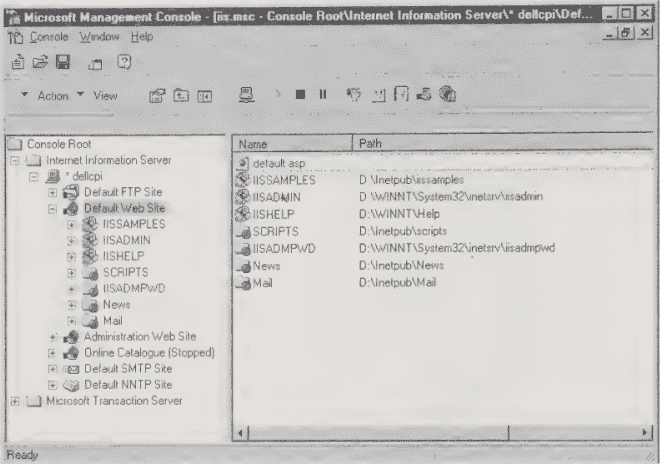 Microsoft Management Console - [iis.msc - Console Root\Internet Information Server\* dellcpi\Def...
Console Window Help
Action View
Console Root
Internet Information Server
* dellcpi
Default FTP Site
Default Web Site
IISSAMPLES
IISADMIN
IISHELP
SCRIPTS
IISADMPWD
News
Mail
Administration Web Site
Online Catalogue (Stopped)
Default SMTP Site
Default NNTP Site
Microsoft Transaction Server
Name Path
default asp
IISSAMPLES D:\Inetpub\iissamples
IISADMIN D:\WINNT\System32\inetsrv\iisadmin
IISHELP D:\WINNT\Help
SCRIPTS D:\Inetpub\scripts
IISADMPWD D:\WINNT\System32\inetsrv\iisadmpwd
News D:\Inetpub\News
Mail D:\Inetpub\Mail
Ready